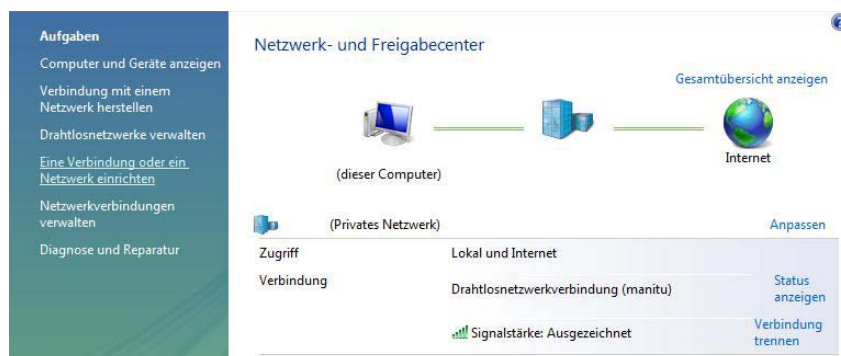 Aufgaben
Computer und Geräte anzeigen
Verbindung mit einem
Netzwerk herstellen
Drahtlosnetzwerke verwalten
Eine Verbindung oder ein
Netzwerk einrichten
Netzwerkverbindungen
verwalten
Diagnose und Reparatur
Netzwerk- und Freigabecenter
Gesamtübersicht anzeigen
(dieser Computer)
Internet
(Privates Netzwerk)
Anpassen
Zugriff
Lokal und Internet
Verbindung
Drahtlosnetzwerkverbindung (manitu)
Status
anzeigen
Signalstärke: Ausgezeichnet
Verbindung
trennen